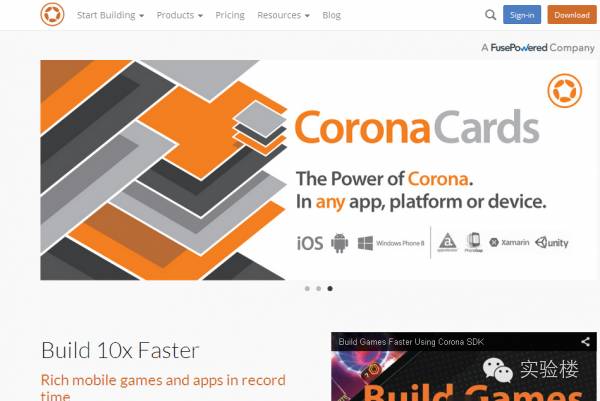 Start Building Products Pricing Resources Blog Sign-in Download
A FusePowered Company
CoronaCards
The Power of Corona.
In any app, platform or device.
iOS Windows Phone 8 PhoneGap Xamarin unity
Build 10x Faster
Rich mobile games and apps in record
time
Build Games Faster Using Corona SDK
实验楼
Build Games